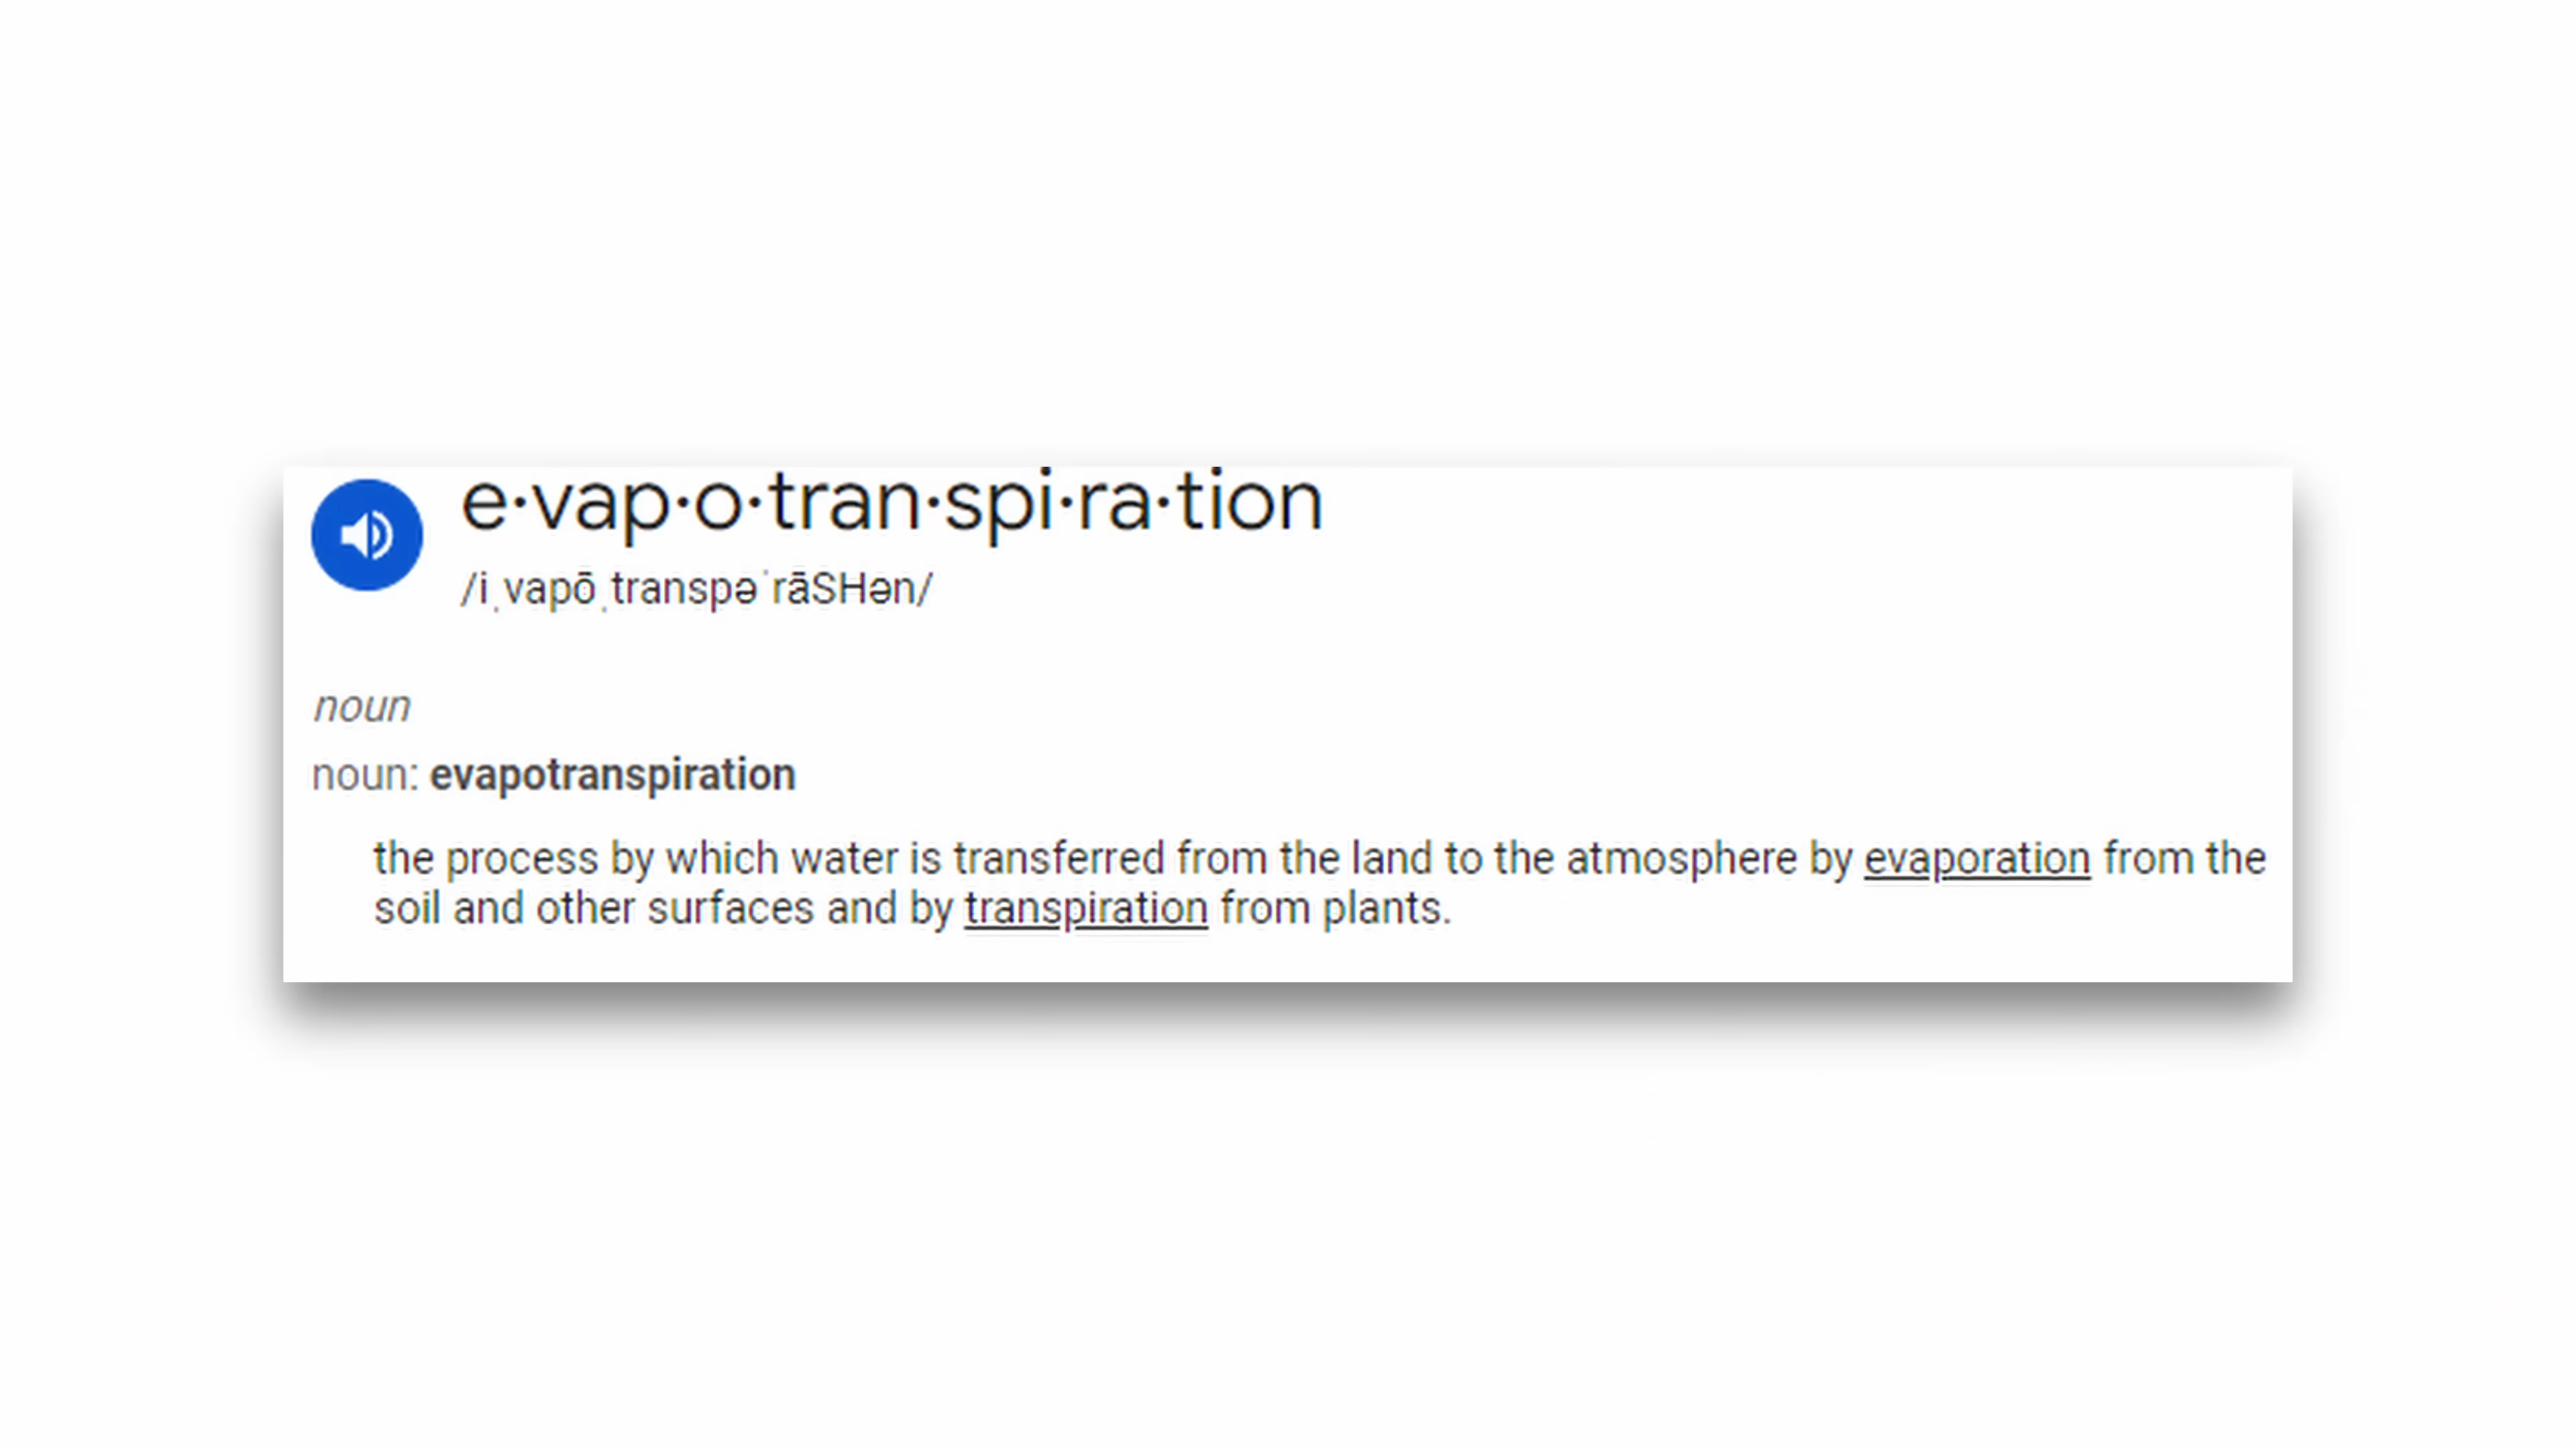 e·vap·o·tran·spi·ra·tion
/iˌvapōˌtranspəˈrāSHən/
noun
noun: evapotranspiration
the process by which water is transferred from the land to the atmosphere by evaporation from the
soil and other surfaces and by transpiration from plants.